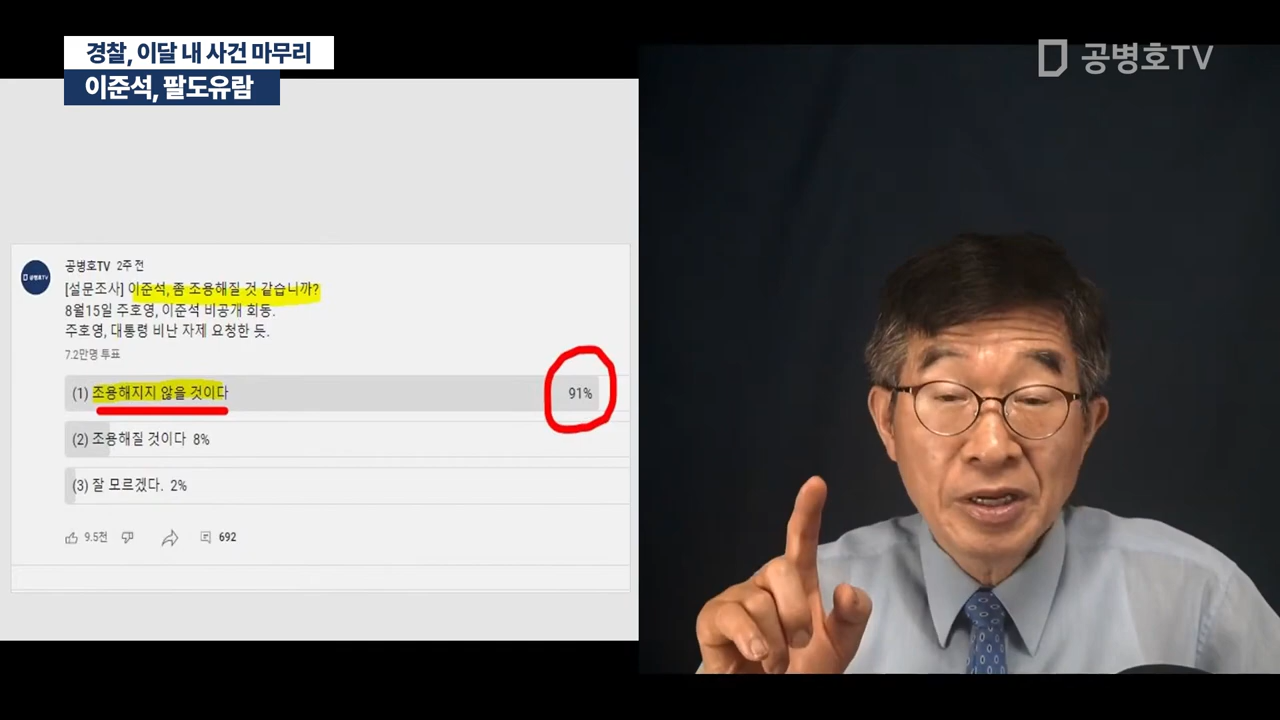 경찰, 이달 내 사건 마무리
이준석, 팔도유람
공병호TV
공병호TV
공병호TV 2주 전
[설문조사] 이준석, 좀 조용해질 것 같습니까?
8월15일 주호영, 이준석 비공개 회동.
주호영, 대통령 비난 자제 요청한 듯.
7.2만명 투표
(1) 조용해지지 않을 것이다 91%
(2) 조용해질 것이다 8%
(3) 잘 모르겠다. 2%
9.5천 692